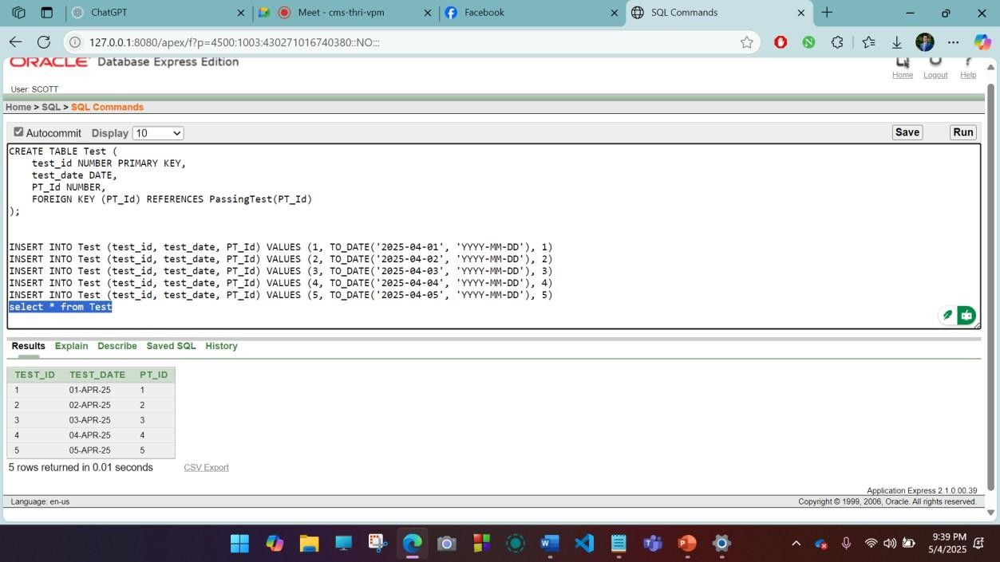 ChatGPT
Meet - cms-thri-vpm
Facebook
SQL Commands
127.0.0.1:8080/apex/f?p=4500:1003:430271016740380::NO:::
ORACLE Database Express Edition
Home Logout Help
User: SCOTT
Home > SQL > SQL Commands
Autocommit Display 10 Save Run
CREATE TABLE Test (
    test_id NUMBER PRIMARY KEY,
    test_date DATE,
    PT_Id NUMBER,
    FOREIGN KEY (PT_Id) REFERENCES PassingTest(PT_Id)
);
INSERT INTO Test (test_id, test_date, PT_Id) VALUES (1, TO_DATE('2025-04-01', 'YYYY-MM-DD'), 1)
INSERT INTO Test (test_id, test_date, PT_Id) VALUES (2, TO_DATE('2025-04-02', 'YYYY-MM-DD'), 2)
INSERT INTO Test (test_id, test_date, PT_Id) VALUES (3, TO_DATE('2025-04-03', 'YYYY-MM-DD'), 3)
INSERT INTO Test (test_id, test_date, PT_Id) VALUES (4, TO_DATE('2025-04-04', 'YYYY-MM-DD'), 4)
INSERT INTO Test (test_id, test_date, PT_Id) VALUES (5, TO_DATE('2025-04-05', 'YYYY-MM-DD'), 5)
select * from Test
Results Explain Describe Saved SQL History
TEST_ID TEST_DATE PT_ID
1 01-APR-25 1
2 02-APR-25 2
3 03-APR-25 3
4 04-APR-25 4
5 05-APR-25 5
5 rows returned in 0.01 seconds CSV Export
Application Express 2.1.0.00.39
Language: en-us Copyright © 1999, 2006, Oracle. All rights reserved.
9:39 PM
5/4/2025